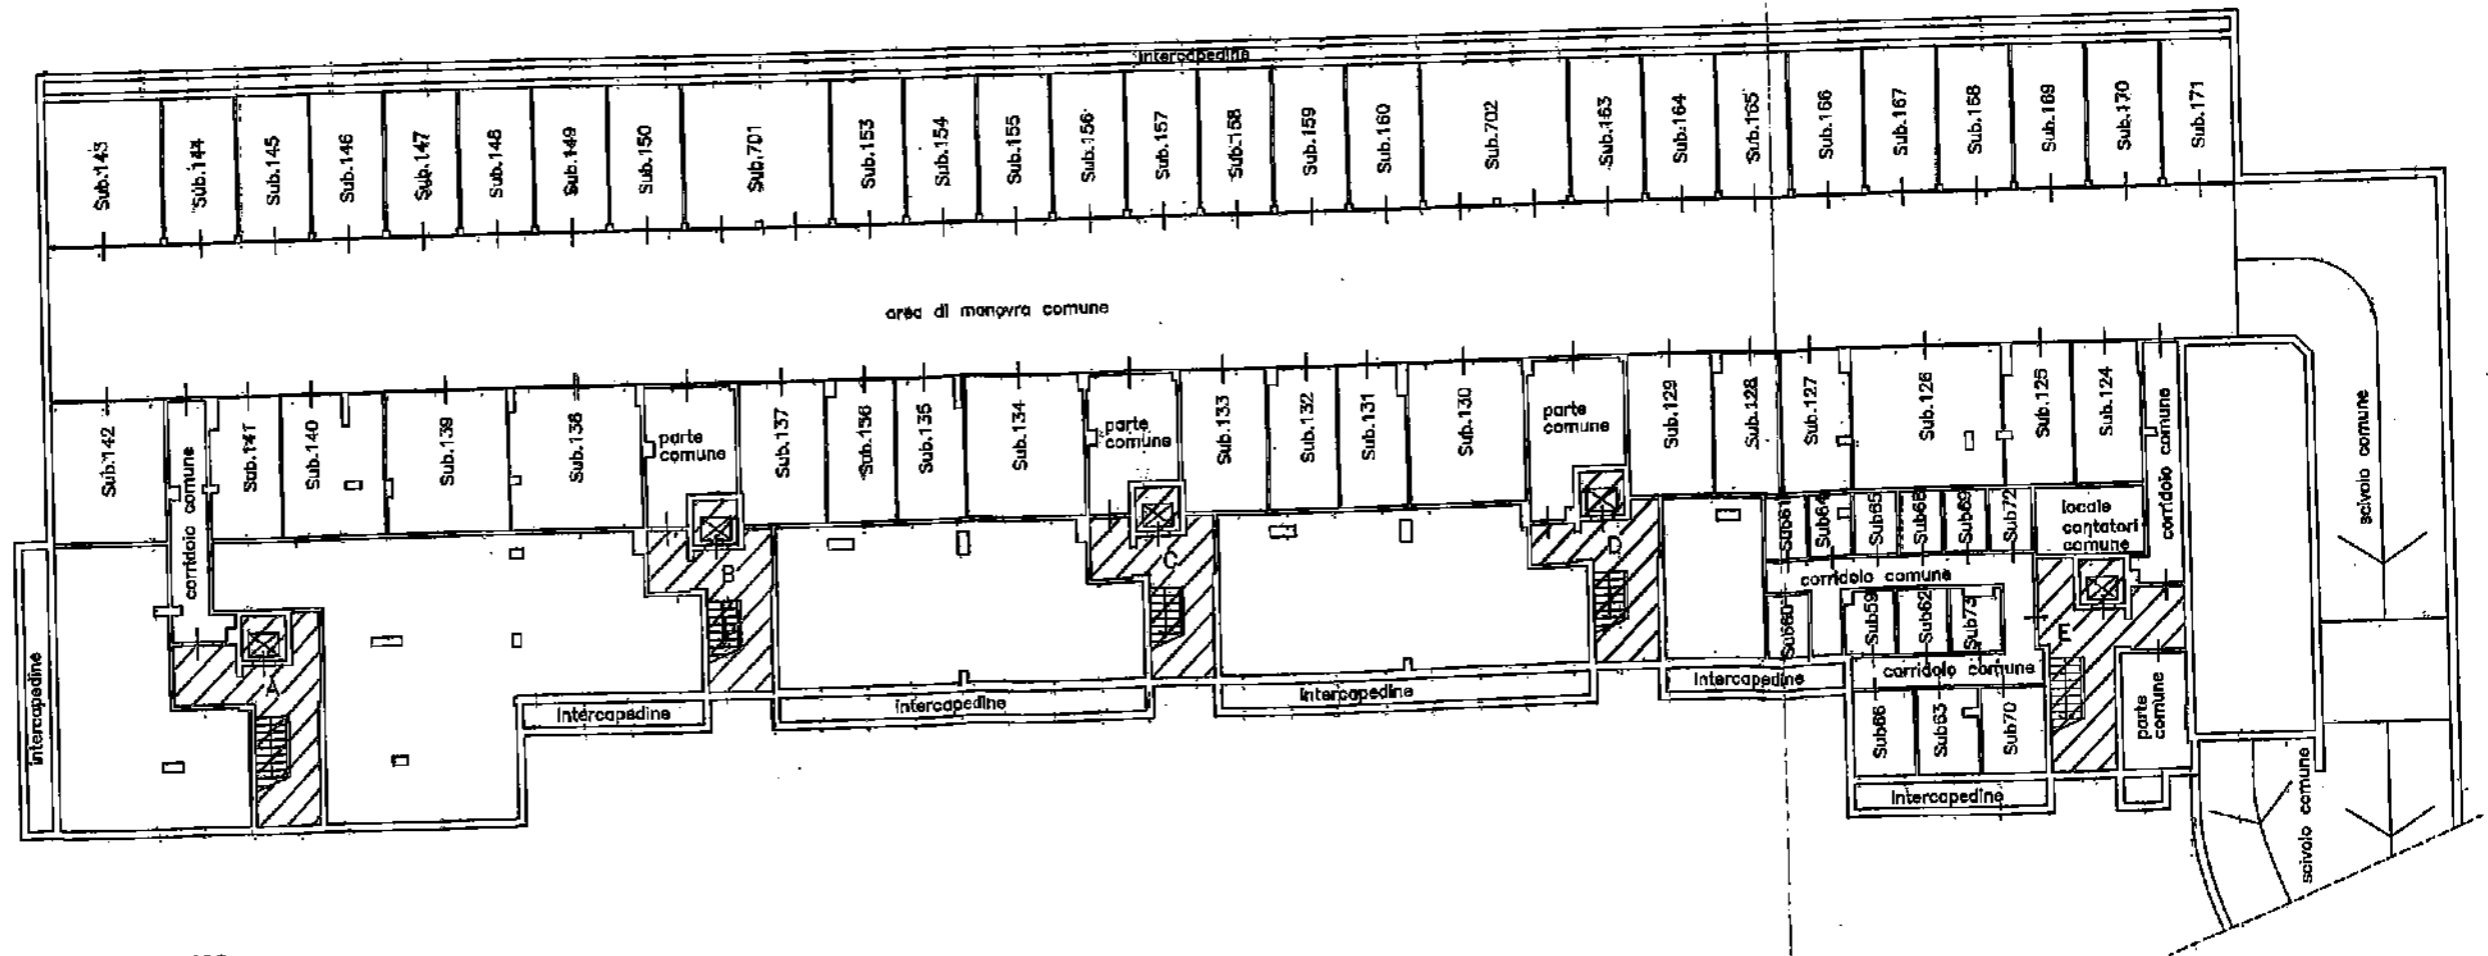 intercapedine
Sub.143
Sub.144
Sub.145
Sub.146
Sub.147
Sub.148
Sub.149
Sub.150
Sub.701
Sub.153
Sub.154
Sub.155
Sub.156
Sub.157
Sub.158
Sub.159
Sub.160
Sub.702
Sub.163
Sub.164
Sub.165
Sub.166
Sub.167
Sub.168
Sub.169
Sub.170
Sub.171
area di manovra comune
Sub.142
corridoio comune
Sub.141
Sub.140
Sub.139
Sub.138
parte
comune
Sub.137
Sub.136
Sub.135
Sub.134
parte
comune
Sub.133
Sub.132
Sub.131
Sub.130
parte
comune
Sub.129
Sub.128
Sub.127
Sub.126
Sub.125
Sub.124
corridoio comune
scivolo comune
Sub61
Sub64
Sub65
Sub68
Sub69
Sub72
locale
contatori
comune
corridoio comune
Sub60
Sub59
Sub62
Sub73
corridoio comune
A
B
C
D
E
intercapedine
intercapedine
intercapedine
intercapedine
intercapedine
Sub66
Sub63
Sub70
parte
comune
intercapedine
scivolo comune